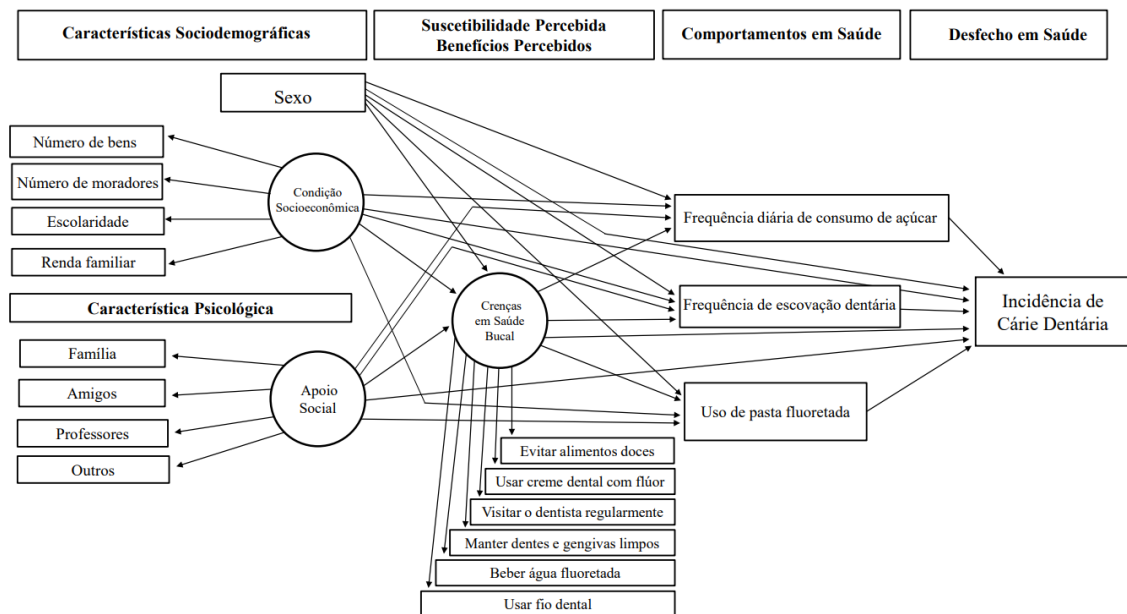 Características Sociodemográficas
Suscetibilidade Percebida
Benefícios Percebidos
Comportamentos em Saúde
Desfecho em Saúde
Sexo
Número de bens
Número de moradores
Escolaridade
Renda familiar
Condição
Socioeconômica
Frequência diária de consumo de açúcar
Característica Psicológica
Crenças
em Saúde
Bucal
Frequência de escovação dentária
Incidência de
Cárie Dentária
Família
Amigos
Professores
Outros
Apoio
Social
Uso de pasta fluoretada
Evitar alimentos doces
Usar creme dental com flúor
Visitar o dentista regularmente
Manter dentes e gengivas limpos
Beber água fluoretada
Usar fio dental